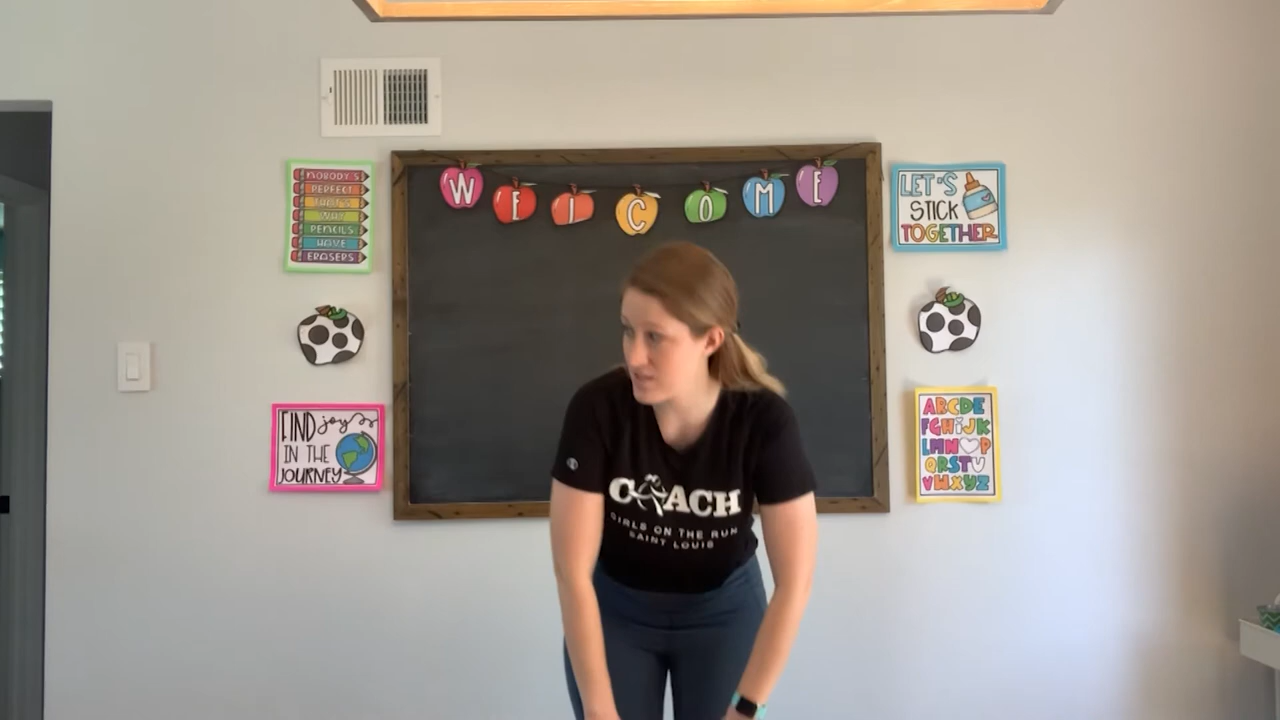 WELCOME
NOBODY'S
PERFECT
THAT'S
WHY
PENCILS
HAVE
ERASERS
LET'S
STICK
TOGETHER
FIND joy
IN THE
JOURNEY
ABCDE
FGHIJK
LMN P
QRSTU
VWXYZ
COACH
GIRLS ON THE RUN
SAINT LOUIS